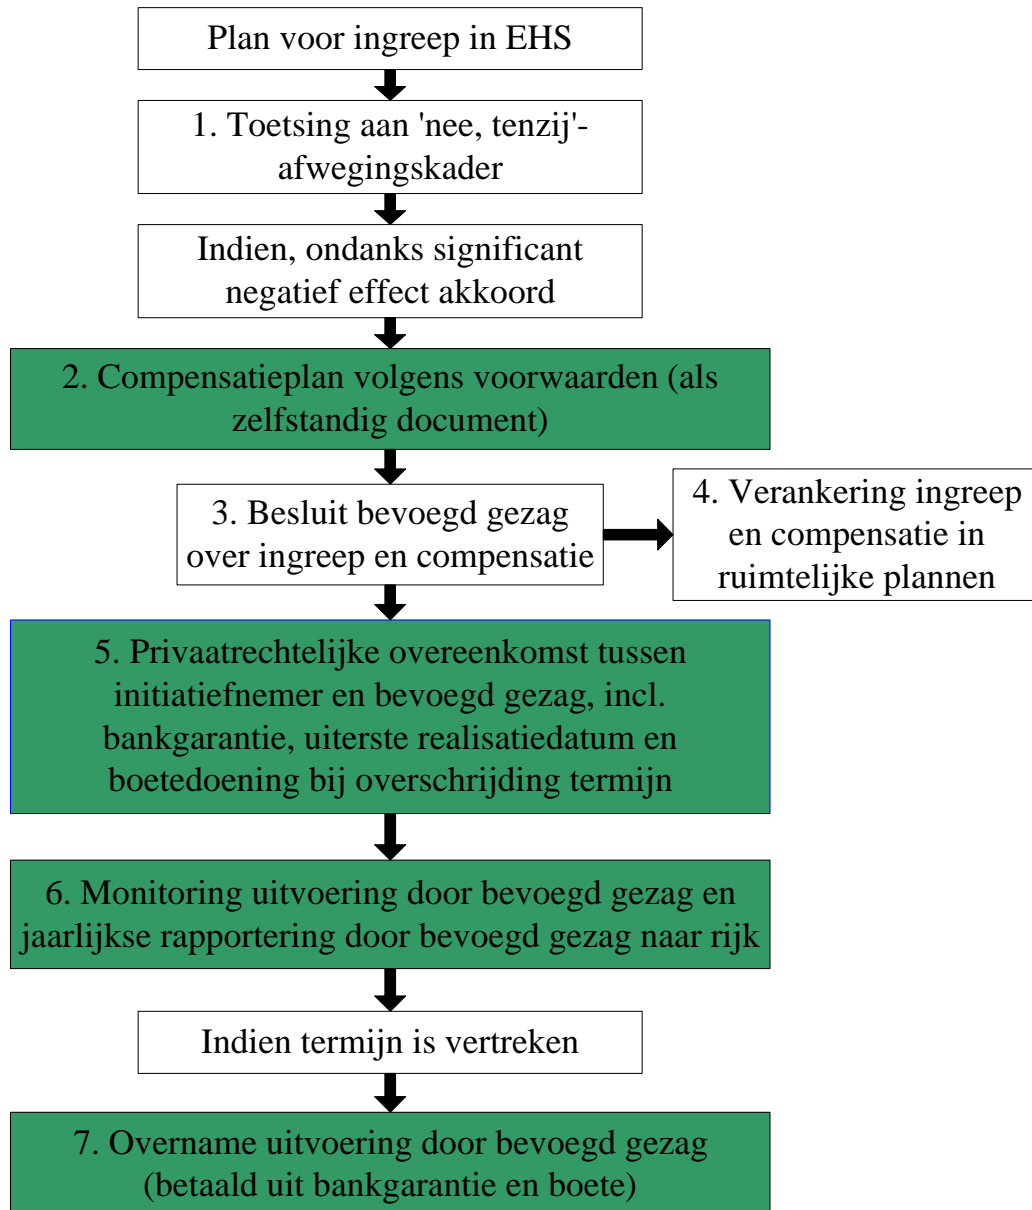 Plan voor ingreep in EHS
1. Toetsing aan 'nee, tenzij'-
afwegingskader
Indien, ondanks significant
negatief effect akkoord
2. Compensatieplan volgens voorwaarden (als
zelfstandig document)
3. Besluit bevoegd gezag
over ingreep en compensatie
4. Verankering ingreep
en compensatie in
ruimtelijke plannen
5. Privaatrechtelijke overeenkomst tussen
initiatiefnemer en bevoegd gezag, incl.
bankgarantie, uiterste realisatiedatum en
boetedoening bij overschrijding termijn
6. Monitoring uitvoering door bevoegd gezag en
jaarlijkse rapportering door bevoegd gezag naar rijk
Indien termijn is vertreken
7. Overname uitvoering door bevoegd gezag
(betaald uit bankgarantie en boete)